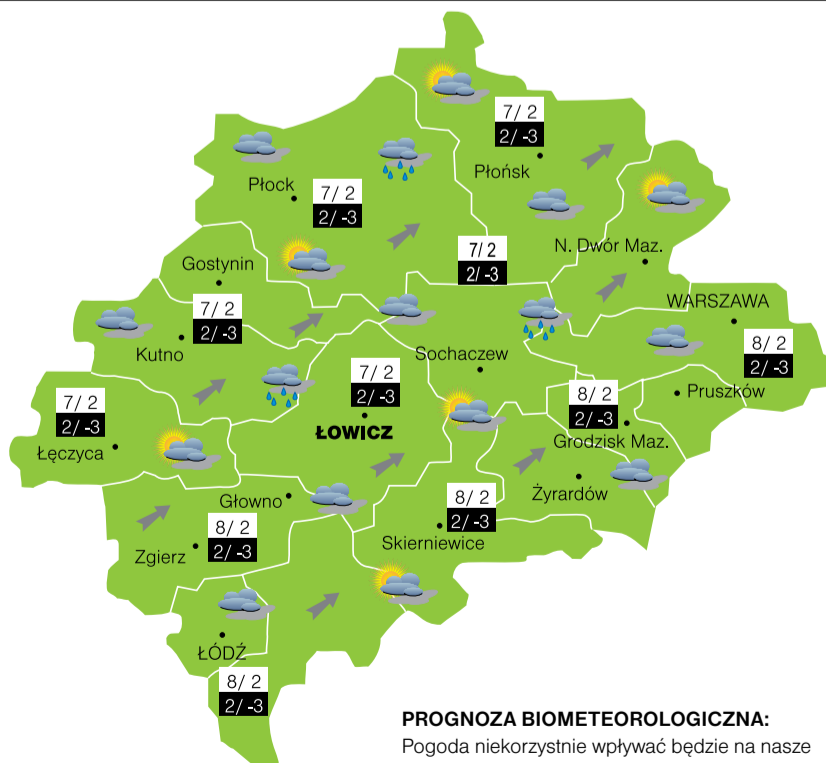 7/ 2
2/ -3
Płońsk
Płock
7/ 2
2/ -3
7/ 2
2/ -3
N. Dwór Maz.
Gostynin
7/ 2
2/ -3
Kutno
WARSZAWA
8/ 2
2/ -3
Sochaczew
7/ 2
2/ -3
ŁOWICZ
7/ 2
2/ -3
Łęczyca
Pruszków
8/ 2
2/ -3
Grodzisk Maz.
Żyrardów
Głowno
8/ 2
2/ -3
Skierniewice
8/ 2
2/ -3
Zgierz
ŁÓDŹ
8/ 2
2/ -3
PROGNOZA BIOMETEOROLOGICZNA:
Pogoda niekorzystnie wpływać będzie na nasze